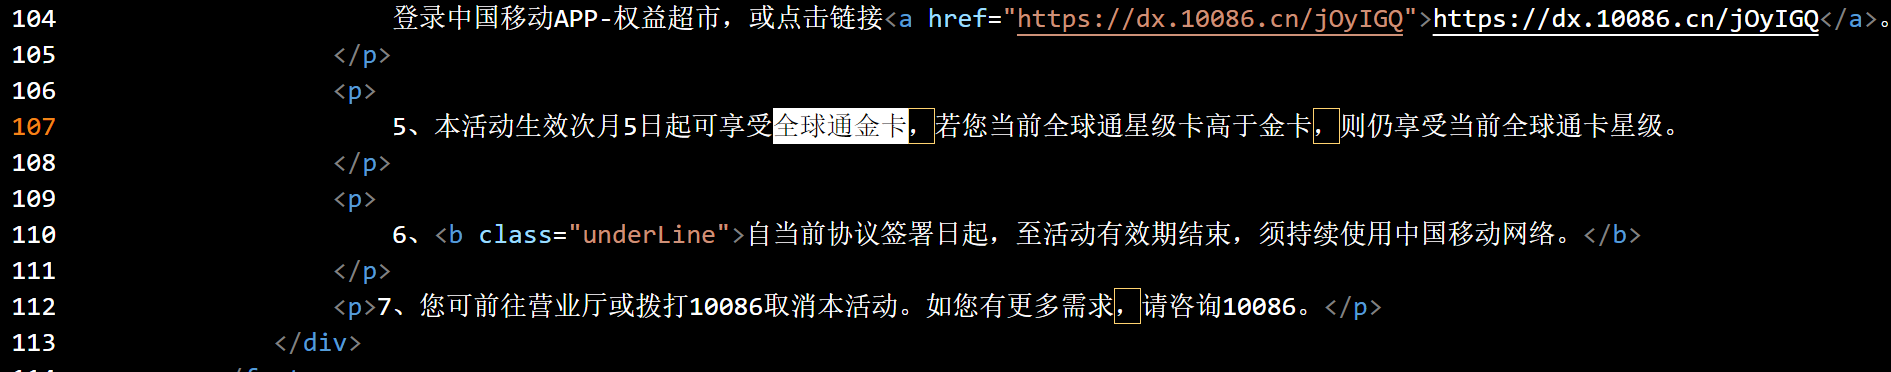 104 登录中国移动APP-权益超市，或点击链接<a href="https://dx.10086.cn/jOyIGQ">https://dx.10086.cn/jOyIGQ</a>。
105 </p>
106 <p>
107 5、本活动生效次月5日起可享受全球通金卡，若您当前全球通星级卡高于金卡，则仍享受当前全球通卡星级。
108 </p>
109 <p>
110 6、<b class="underLine">自当前协议签署日起，至活动有效期结束，须持续使用中国移动网络。</b>
111 </p>
112 <p>7、您可前往营业厅或拨打10086取消本活动。如您有更多需求，请咨询10086。</p>
113 </div>